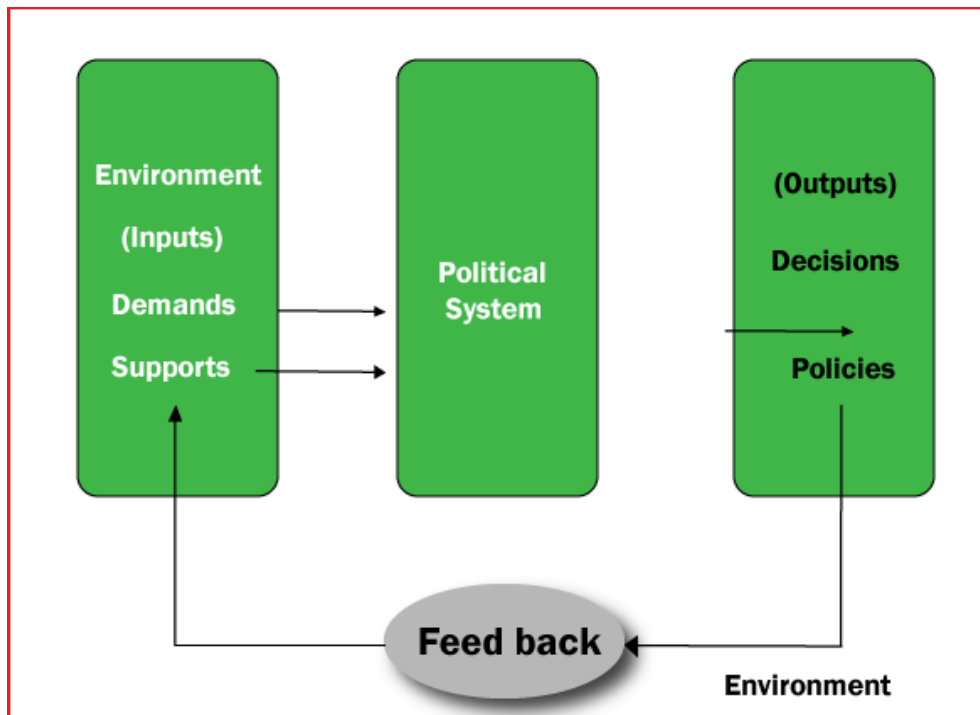 Environment
(Inputs)
Demands
Supports
Political
System
(Outputs)
Decisions
Policies
Feed back
Environment